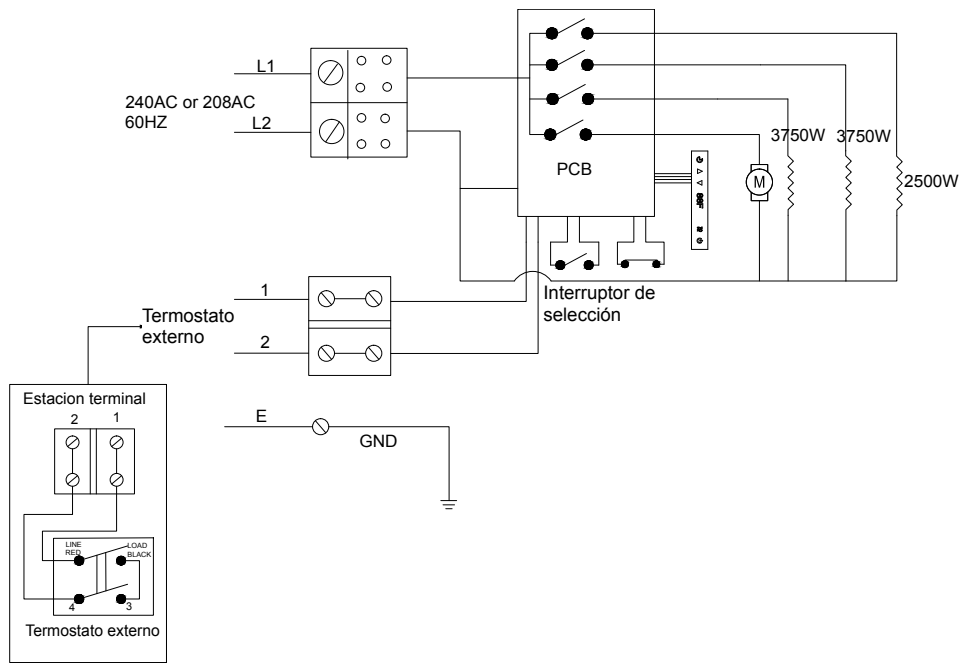 L1
240AC or 208AC
60HZ
L2
PCB
3750W
3750W
M
2500W
88F
Interruptor de
selección
1
Termostato
externo
2
E
GND
Estacion terminal
2
1
LINE
RED
LOAD
BLACK
4
3
Termostato externo